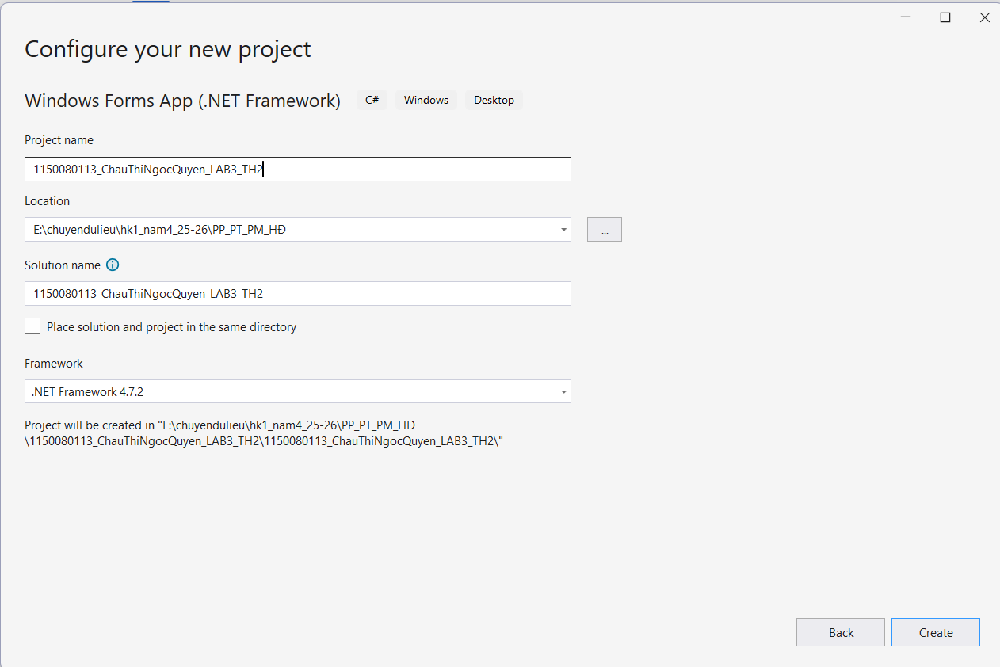 Configure your new project
Windows Forms App (.NET Framework) C# Windows Desktop
Project name
1150080113_ChauThiNgocQuyen_LAB3_TH2
Location
E:\chuyendulieu\hk1_nam4_25-26\PP_PT_PM_HĐ
...
Solution name
1150080113_ChauThiNgocQuyen_LAB3_TH2
Place solution and project in the same directory
Framework
.NET Framework 4.7.2
Project will be created in "E:\chuyendulieu\hk1_nam4_25-26\PP_PT_PM_HĐ
\1150080113_ChauThiNgocQuyen_LAB3_TH2\1150080113_ChauThiNgocQuyen_LAB3_TH2\"
Back Create